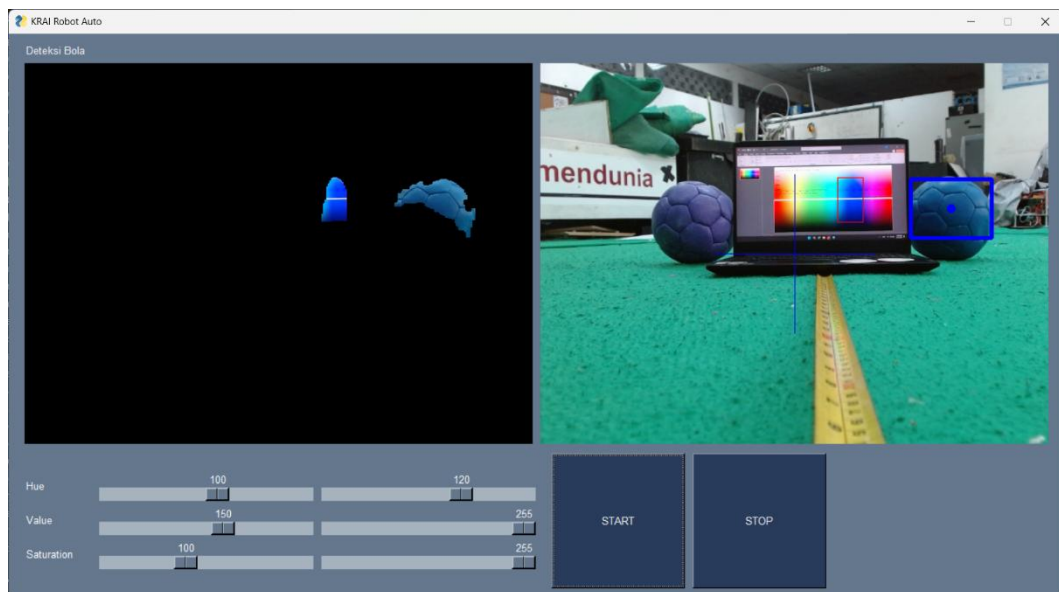 KRAI Robot Auto
Deteksi Bola
mendunia
Hue
100
120
Value
150
255
START
STOP
Saturation
100
255